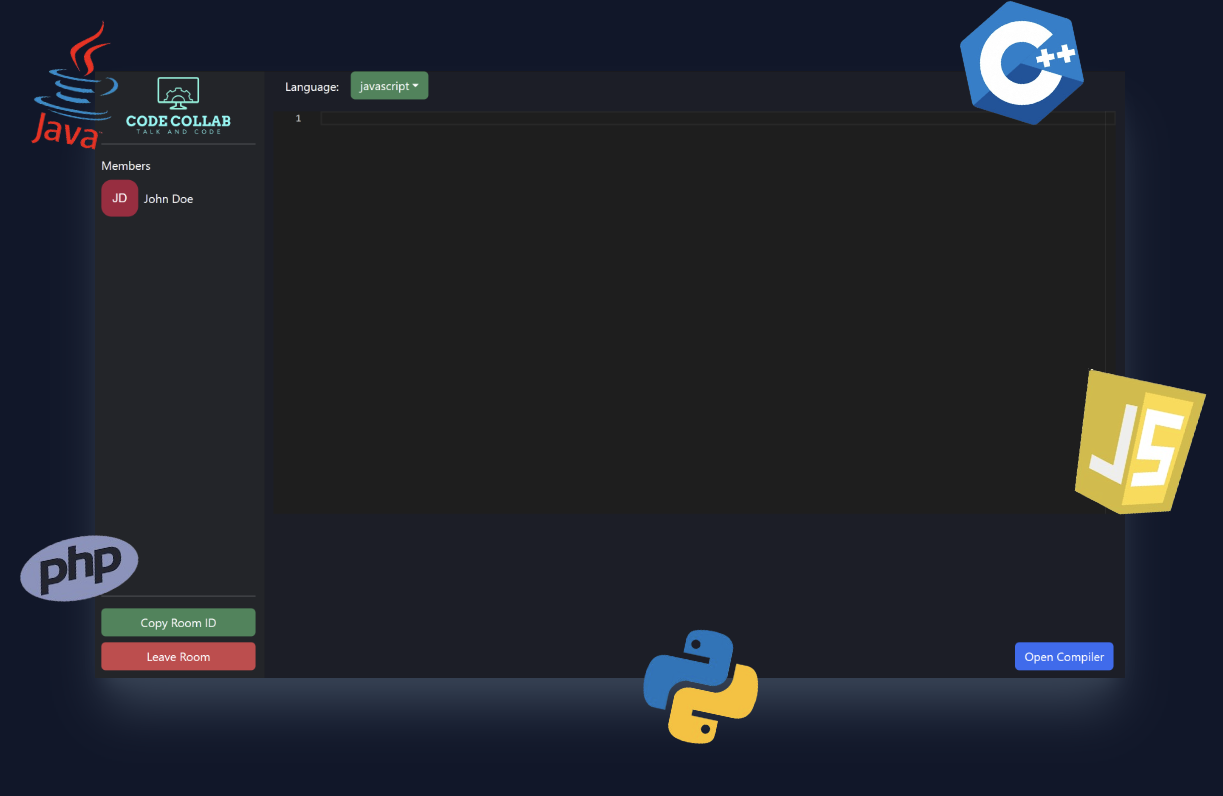 Java
C++
CODE COLLAB
TALK AND CODE
Language: javascript
1
Members
JD John Doe
JS
php
Copy Room ID
Leave Room
Open Compiler